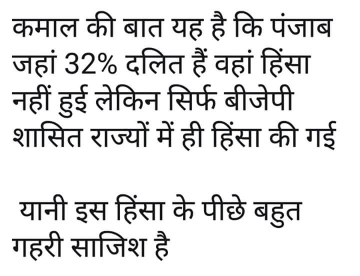 कमाल की बात यह है कि पंजाब
जहां 32% दलित हैं वहां हिंसा
नहीं हुई लेकिन सिर्फ बीजेपी
शासित राज्यों में ही हिंसा की गई
यानी इस हिंसा के पीछे बहुत
गहरी साजिश है